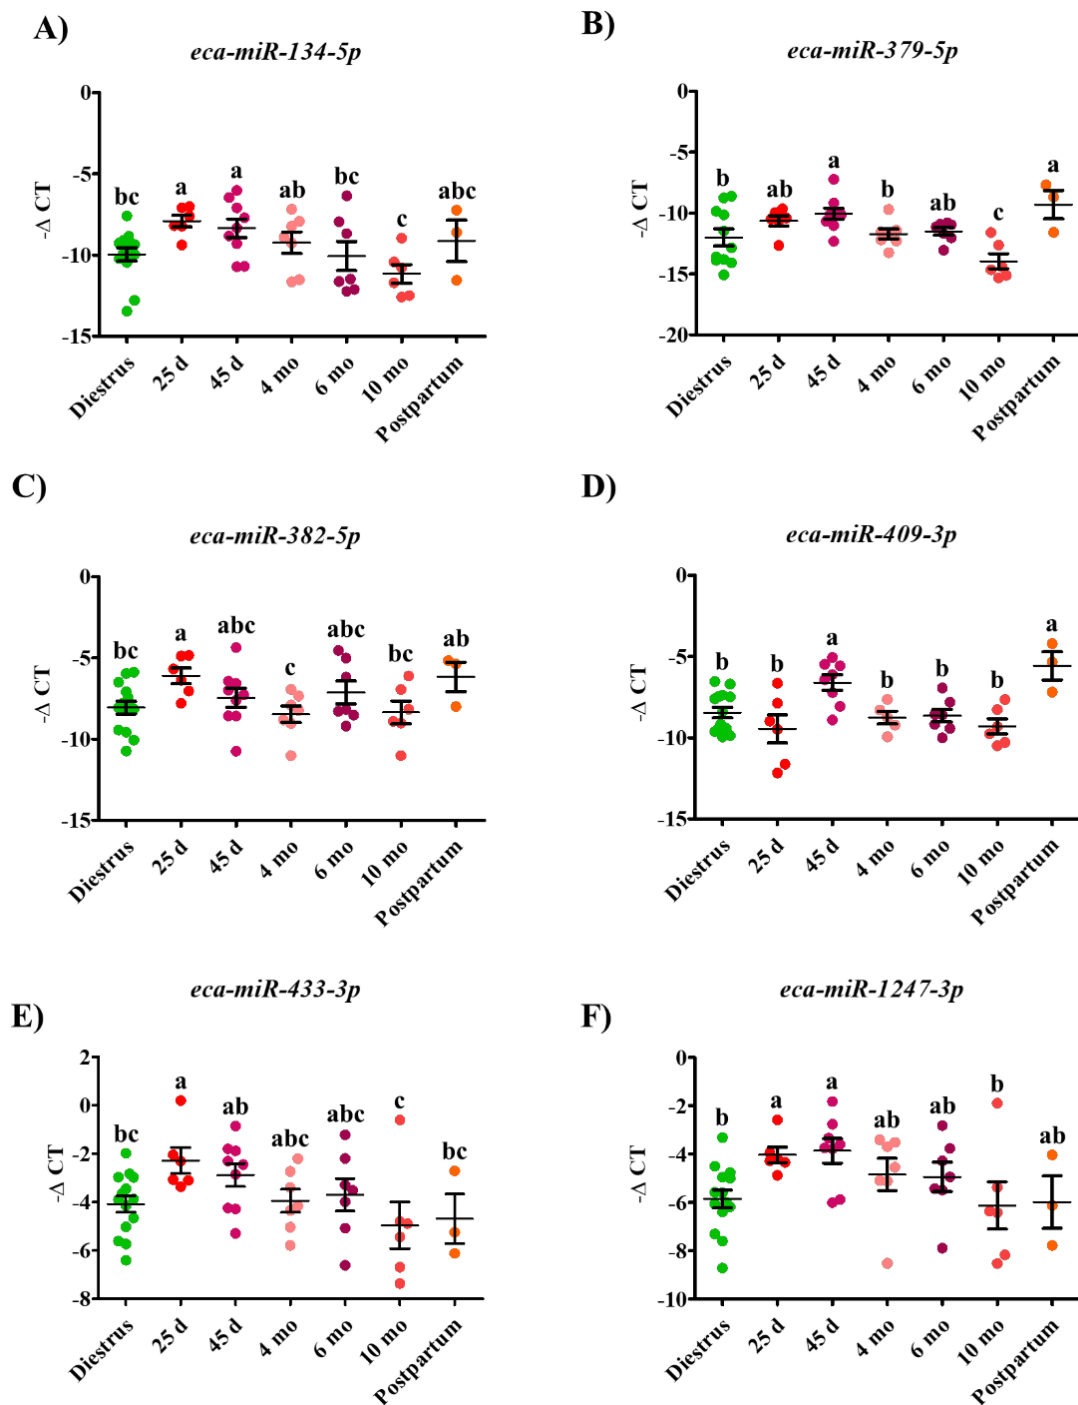 A)
eca-miR-134-5p
-Δ CT
0
-5
-10
-15
bc
a
a
ab
bc
c
abc
Diestrus
25 d
45 d
4 mo
6 mo
10 mo
Postpartum
B)
eca-miR-379-5p
-Δ CT
0
-5
-10
-15
-20
b
ab
a
b
ab
c
a
Diestrus
25 d
45 d
4 mo
6 mo
10 mo
Postpartum
C)
eca-miR-382-5p
-Δ CT
0
-5
-10
-15
bc
a
abc
c
abc
bc
ab
Diestrus
25 d
45 d
4 mo
6 mo
10 mo
Postpartum
D)
eca-miR-409-3p
-Δ CT
0
-5
-10
-15
b
b
a
b
b
b
a
Diestrus
25 d
45 d
4 mo
6 mo
10 mo
Postpartum
E)
eca-miR-433-3p
-Δ CT
2
0
-2
-4
-6
-8
bc
a
ab
abc
abc
c
bc
Diestrus
25 d
45 d
4 mo
6 mo
10 mo
Postpartum
F)
eca-miR-1247-3p
-Δ CT
0
-2
-4
-6
-8
-10
b
a
a
ab
ab
b
ab
Diestrus
25 d
45 d
4 mo
6 mo
10 mo
Postpartum